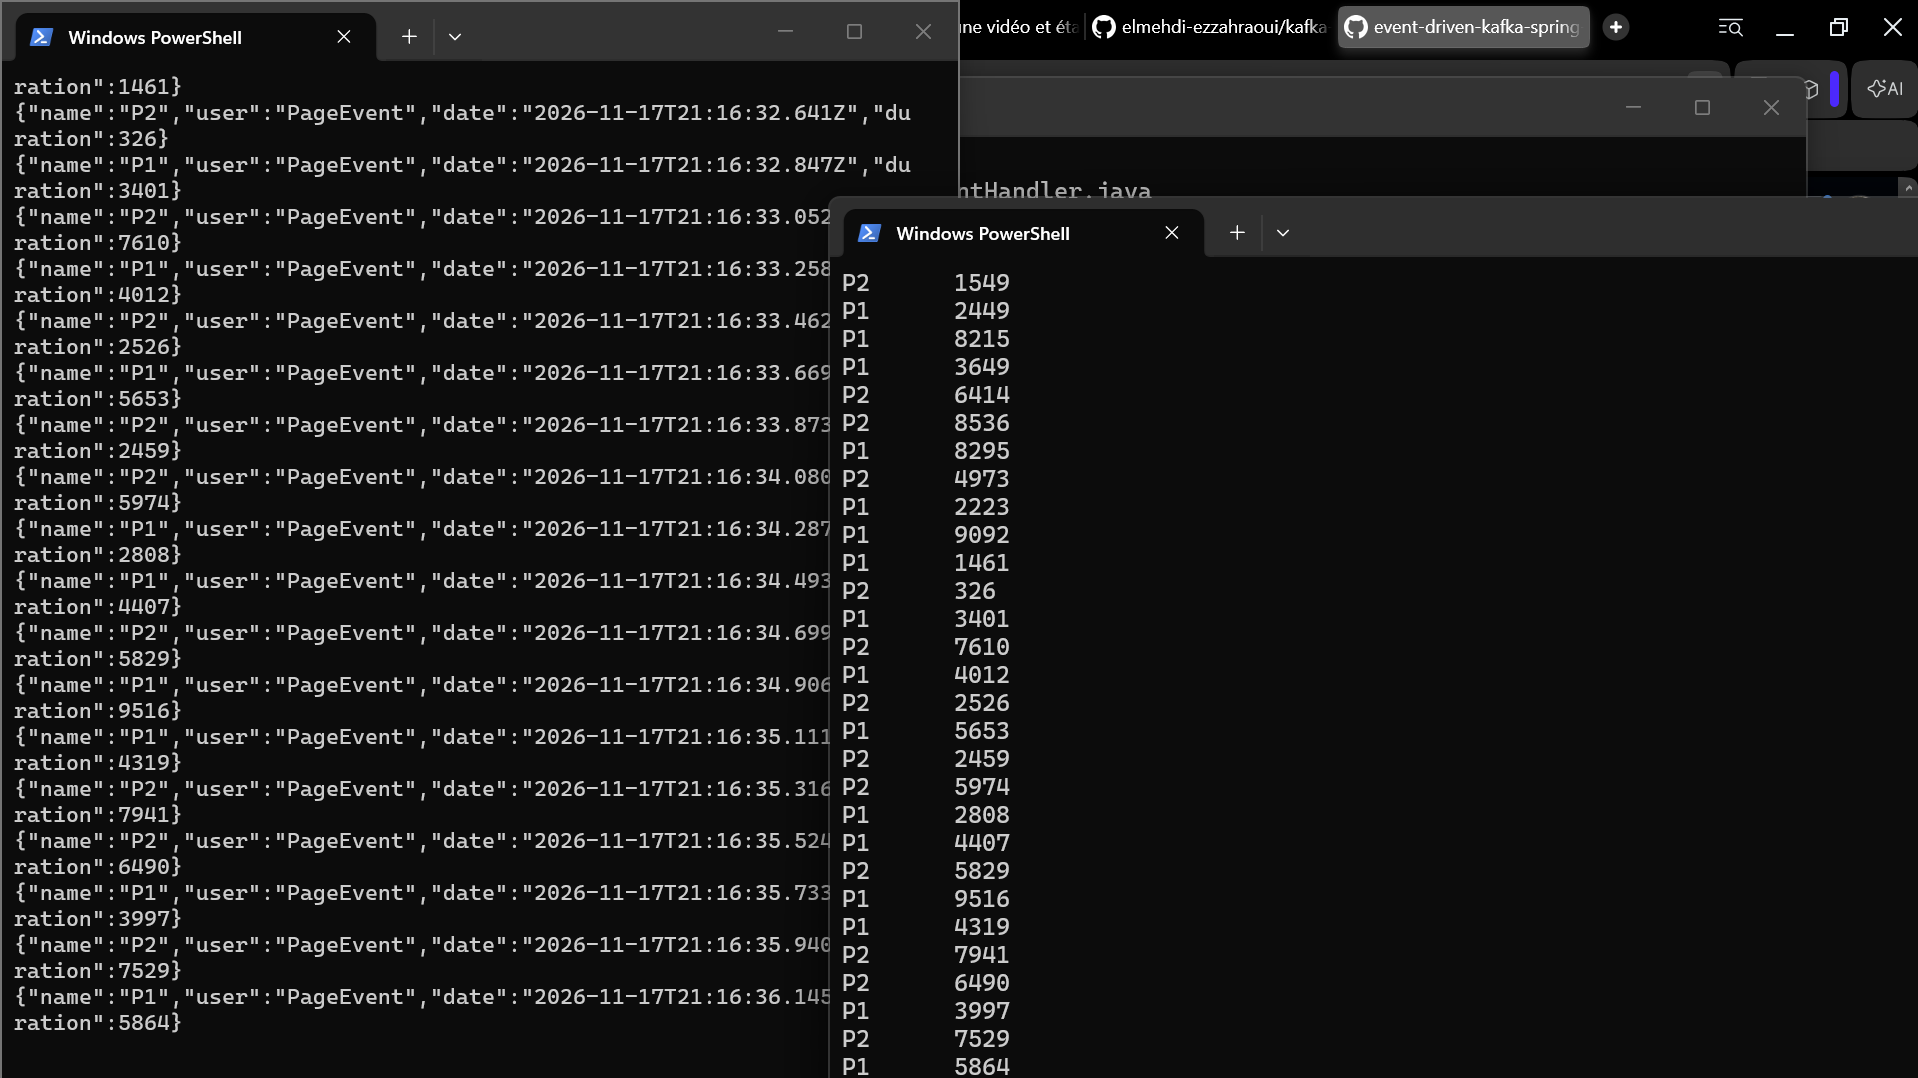 Windows PowerShell
ration":1461}
{"name":"P2","user":"PageEvent","date":"2026-11-17T21:16:32.641Z","du
ration":326}
{"name":"P1","user":"PageEvent","date":"2026-11-17T21:16:32.847Z","du
ration":3401}
{"name":"P2","user":"PageEvent","date":"2026-11-17T21:16:33.052
ration":7610}
{"name":"P1","user":"PageEvent","date":"2026-11-17T21:16:33.258
ration":4012}
{"name":"P2","user":"PageEvent","date":"2026-11-17T21:16:33.462
ration":2526}
{"name":"P1","user":"PageEvent","date":"2026-11-17T21:16:33.669
ration":5653}
{"name":"P2","user":"PageEvent","date":"2026-11-17T21:16:33.873
ration":2459}
{"name":"P2","user":"PageEvent","date":"2026-11-17T21:16:34.080
ration":5974}
{"name":"P1","user":"PageEvent","date":"2026-11-17T21:16:34.287
ration":2808}
{"name":"P1","user":"PageEvent","date":"2026-11-17T21:16:34.493
ration":4407}
{"name":"P2","user":"PageEvent","date":"2026-11-17T21:16:34.699
ration":5829}
{"name":"P1","user":"PageEvent","date":"2026-11-17T21:16:34.906
ration":9516}
{"name":"P1","user":"PageEvent","date":"2026-11-17T21:16:35.111
ration":4319}
{"name":"P2","user":"PageEvent","date":"2026-11-17T21:16:35.316
ration":7941}
{"name":"P2","user":"PageEvent","date":"2026-11-17T21:16:35.524
ration":6490}
{"name":"P1","user":"PageEvent","date":"2026-11-17T21:16:35.733
ration":3997}
{"name":"P2","user":"PageEvent","date":"2026-11-17T21:16:35.940
ration":7529}
{"name":"P1","user":"PageEvent","date":"2026-11-17T21:16:36.145
ration":5864}
ine vidéo et éta
elmehdi-ezzahraoui/kafka-
event-driven-kafka-spring-
AI
ntHandler.java
Windows PowerShell
P2 1549
P1 2449
P1 8215
P1 3649
P2 6414
P2 8536
P1 8295
P2 4973
P1 2223
P1 9092
P1 1461
P2 326
P1 3401
P2 7610
P1 4012
P2 2526
P1 5653
P2 2459
P2 5974
P1 2808
P1 4407
P2 5829
P1 9516
P1 4319
P2 7941
P2 6490
P1 3997
P2 7529
P1 5864